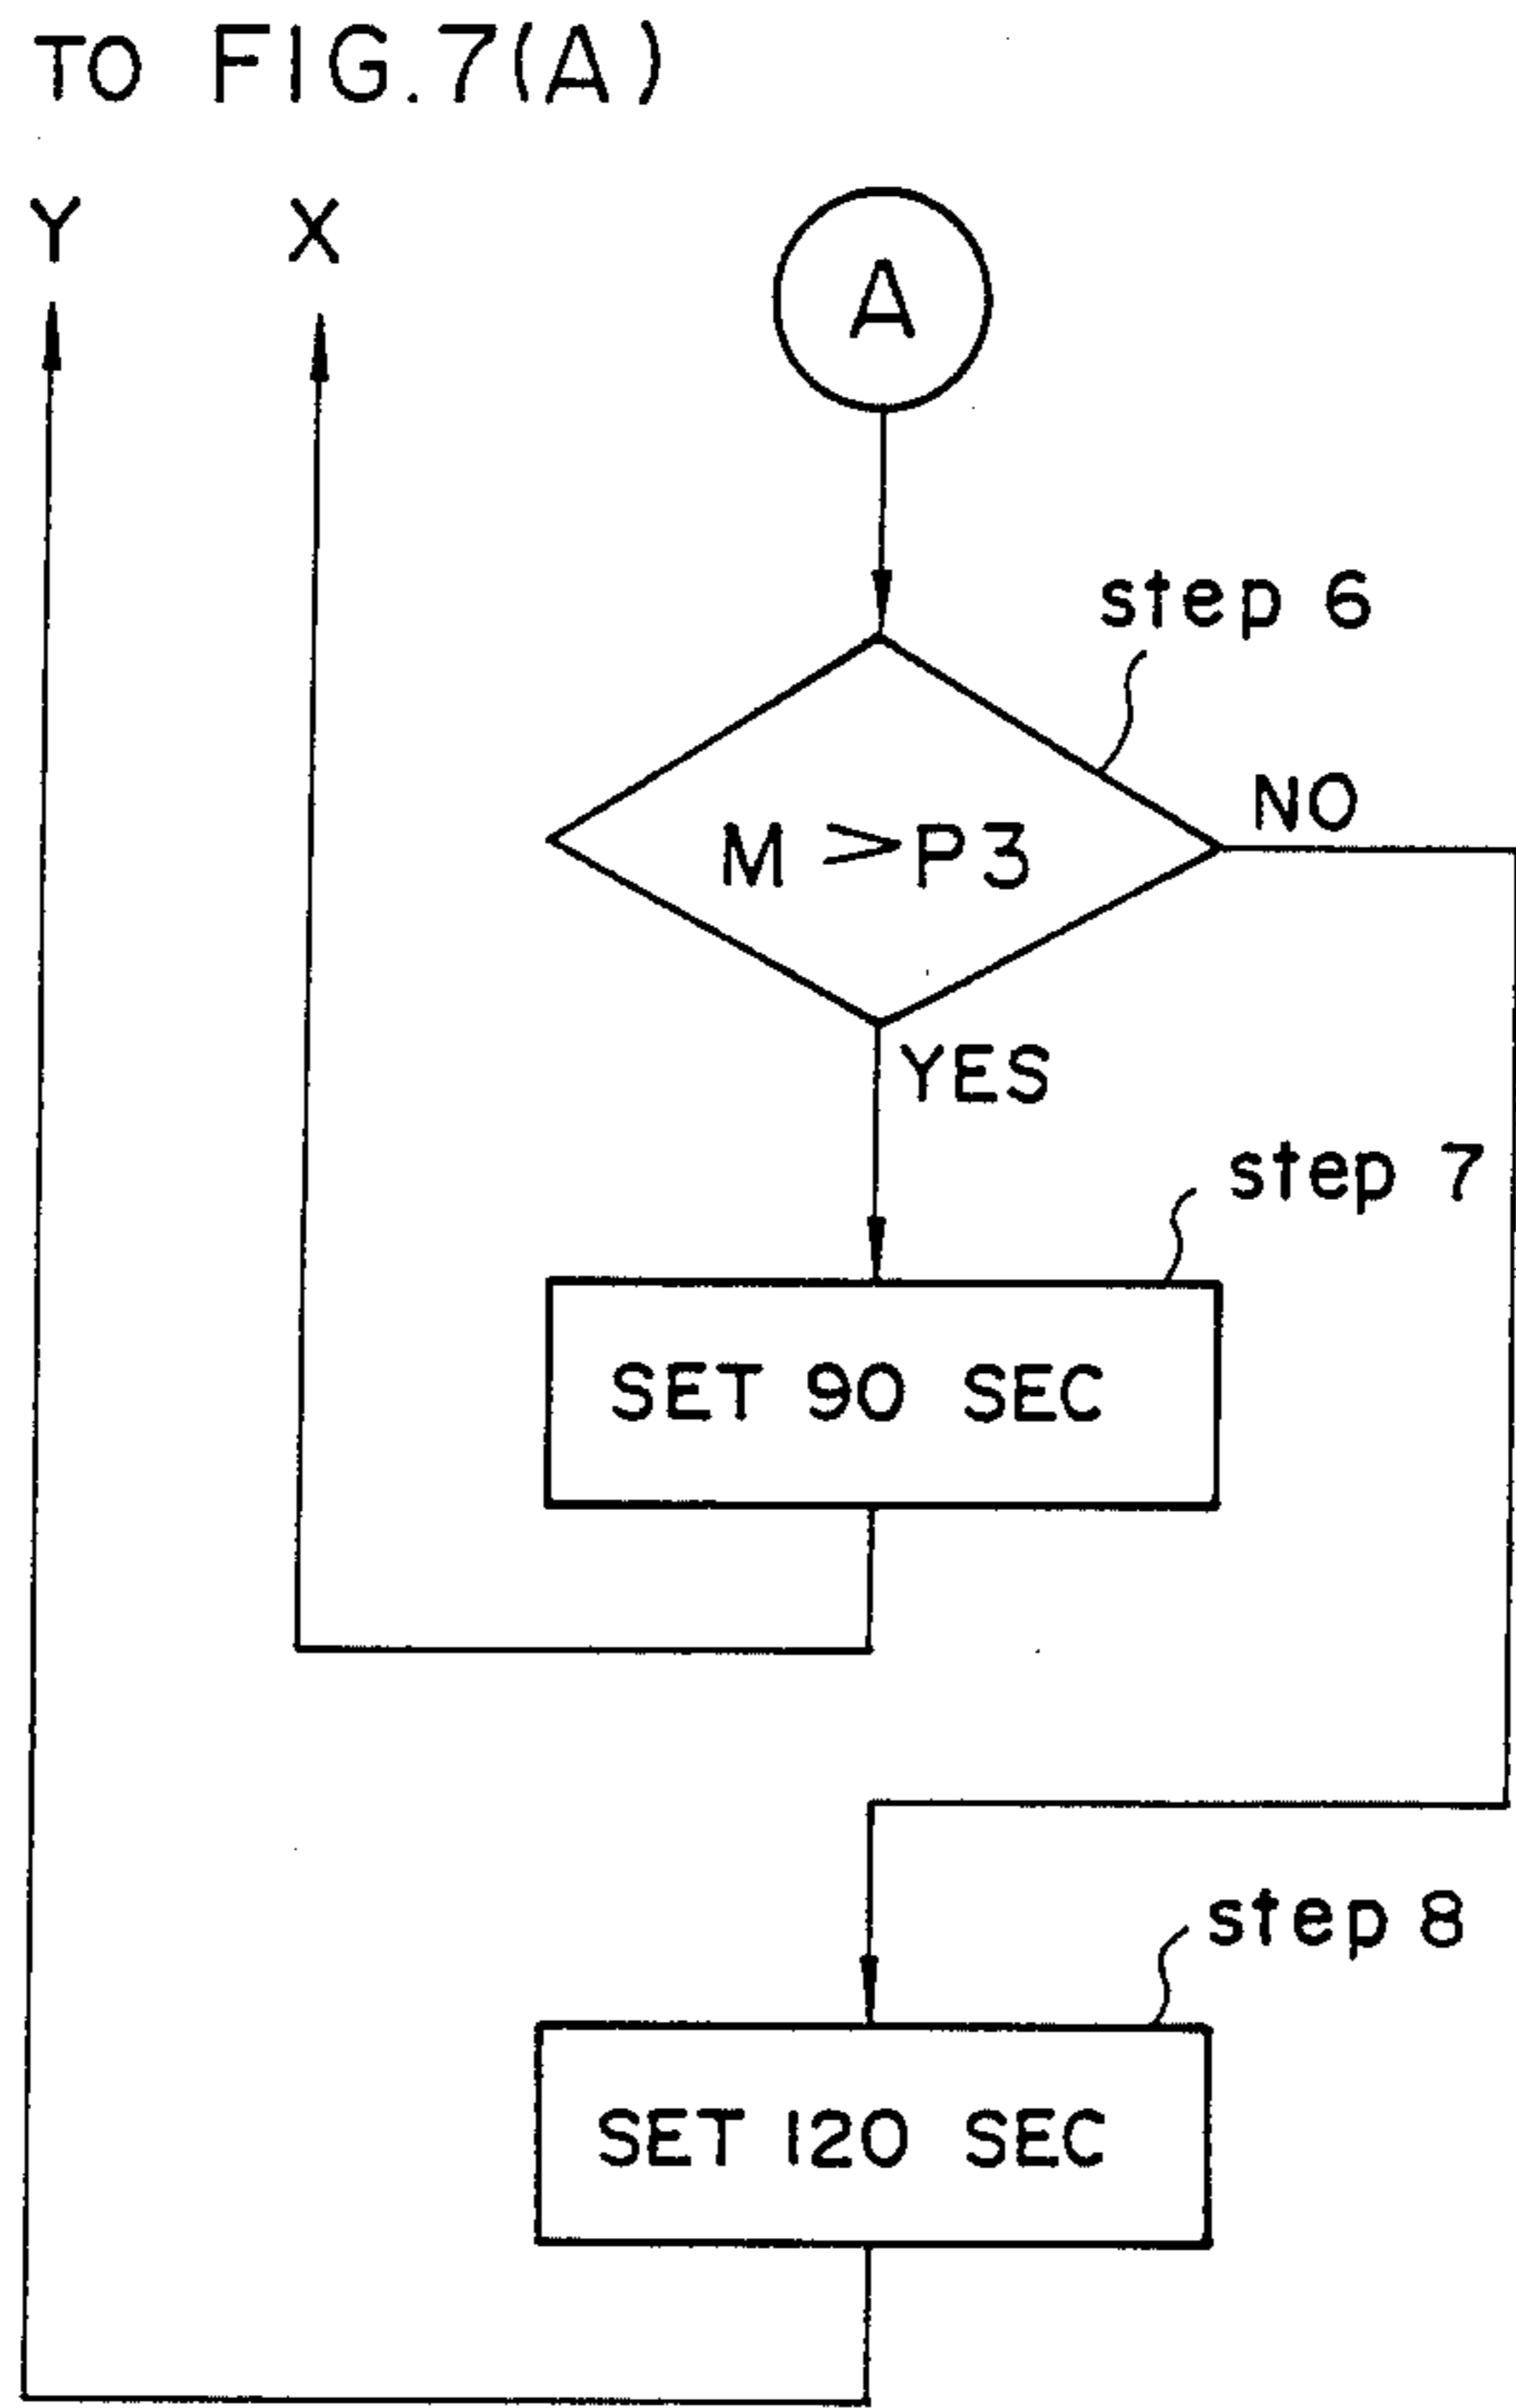 TO FIG.7(A)
Y
X
A
step 6
M >P3
NO
YES
step 7
SET 90 SEC
step 8
SET 120 SEC